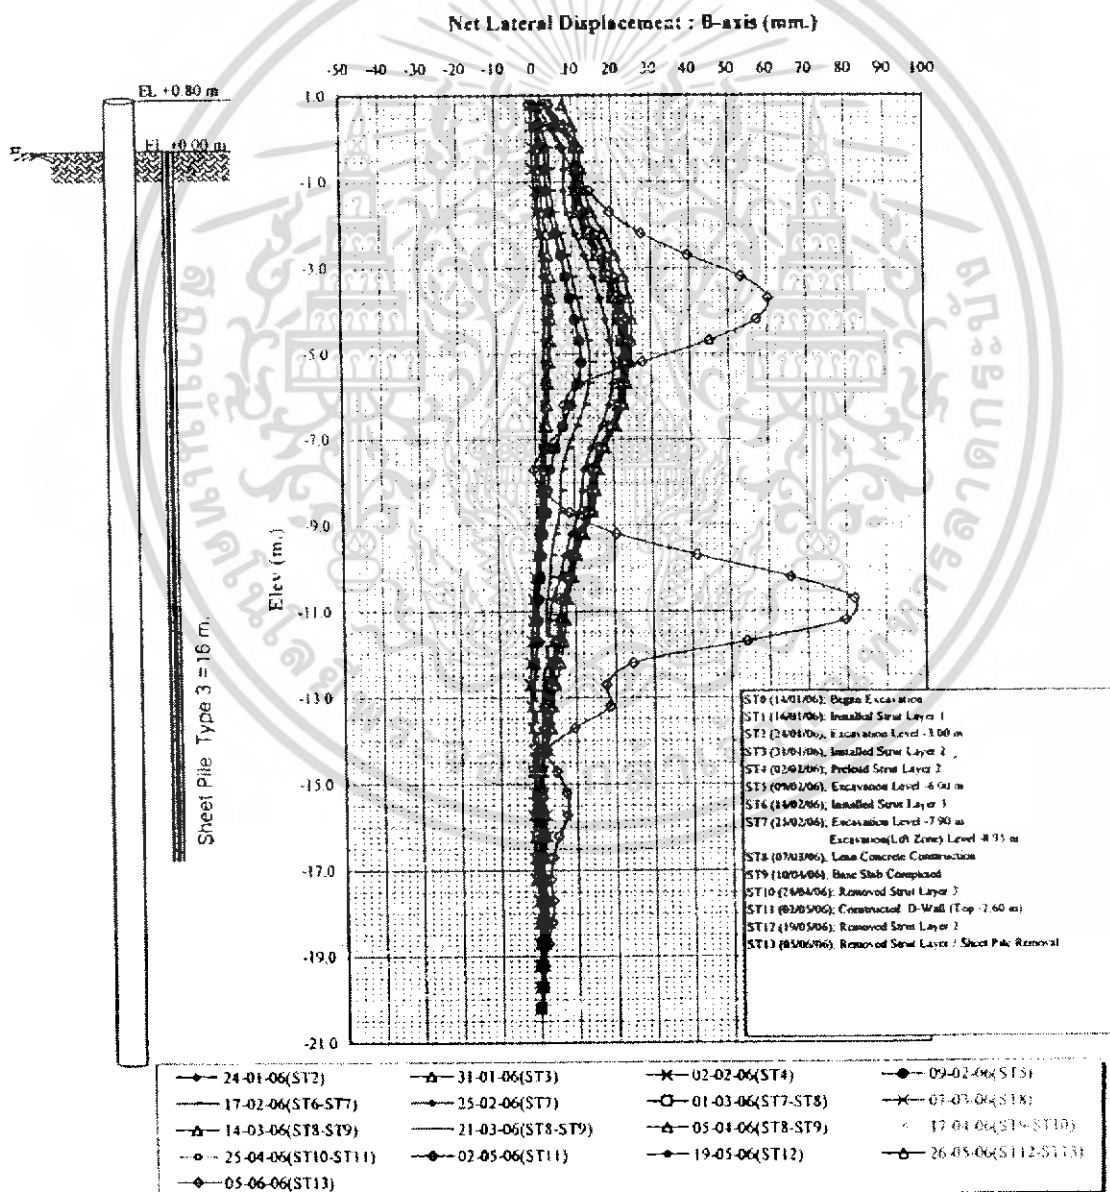 Net Lateral Displacement : B-axis (mm.)
-50 -40 -30 -20 -10 0 10 20 30 40 50 60 70 80 90 100
EL +0.80 m
EL +0.00 m
1.0
-1.0
-3.0
-5.0
-7.0
-9.0
-11.0
-13.0
-15.0
-17.0
-19.0
-21.0
Elev (m.)
Sheet Pile Type 3 =16 m.
ST0 (14/01/06); Began Excavation
ST1 (16/01/06); Installed Strut Layer 1
ST2 (24/01/06); Excavation Level -3.00 m
ST3 (31/01/06); Installed Strut Layer 2
ST4 (02/02/06); Preload Strut Layer 2
ST5 (09/02/06); Excavation Level -6.00 m
ST6 (14/02/06); Installed Strut Layer 3
ST7 (25/02/06); Excavation Level -7.90 m
Excavation(Lift Zone) Level -8.95 m
ST8 (07/03/06); Lean Concrete Construction
ST9 (10/04/06); Base Slab Completed
ST10 (24/04/06); Removed Strut Layer 3
ST11 (02/05/06); Constructed D-Wall (Top -2.60 m)
ST12 (19/05/06); Removed Strut Layer 2
ST13 (05/06/06); Removed Strut Layer / Sheet Pile Removal
24-01-06(ST2) 31-01-06(ST3) 02-02-06(ST4) 09-02-06(ST5)
17-02-06(ST6-ST7) 25-02-06(ST7) 01-03-06(ST7-ST8) 07-03-06(ST8)
14-03-06(ST8-ST9) 21-03-06(ST8-ST9) 05-04-06(ST8-ST9) 17-04-06(ST9-ST10)
25-04-06(ST10-ST11) 02-05-06(ST11) 19-05-06(ST12) 26-05-06(ST12-ST13)
05-06-06(ST13)